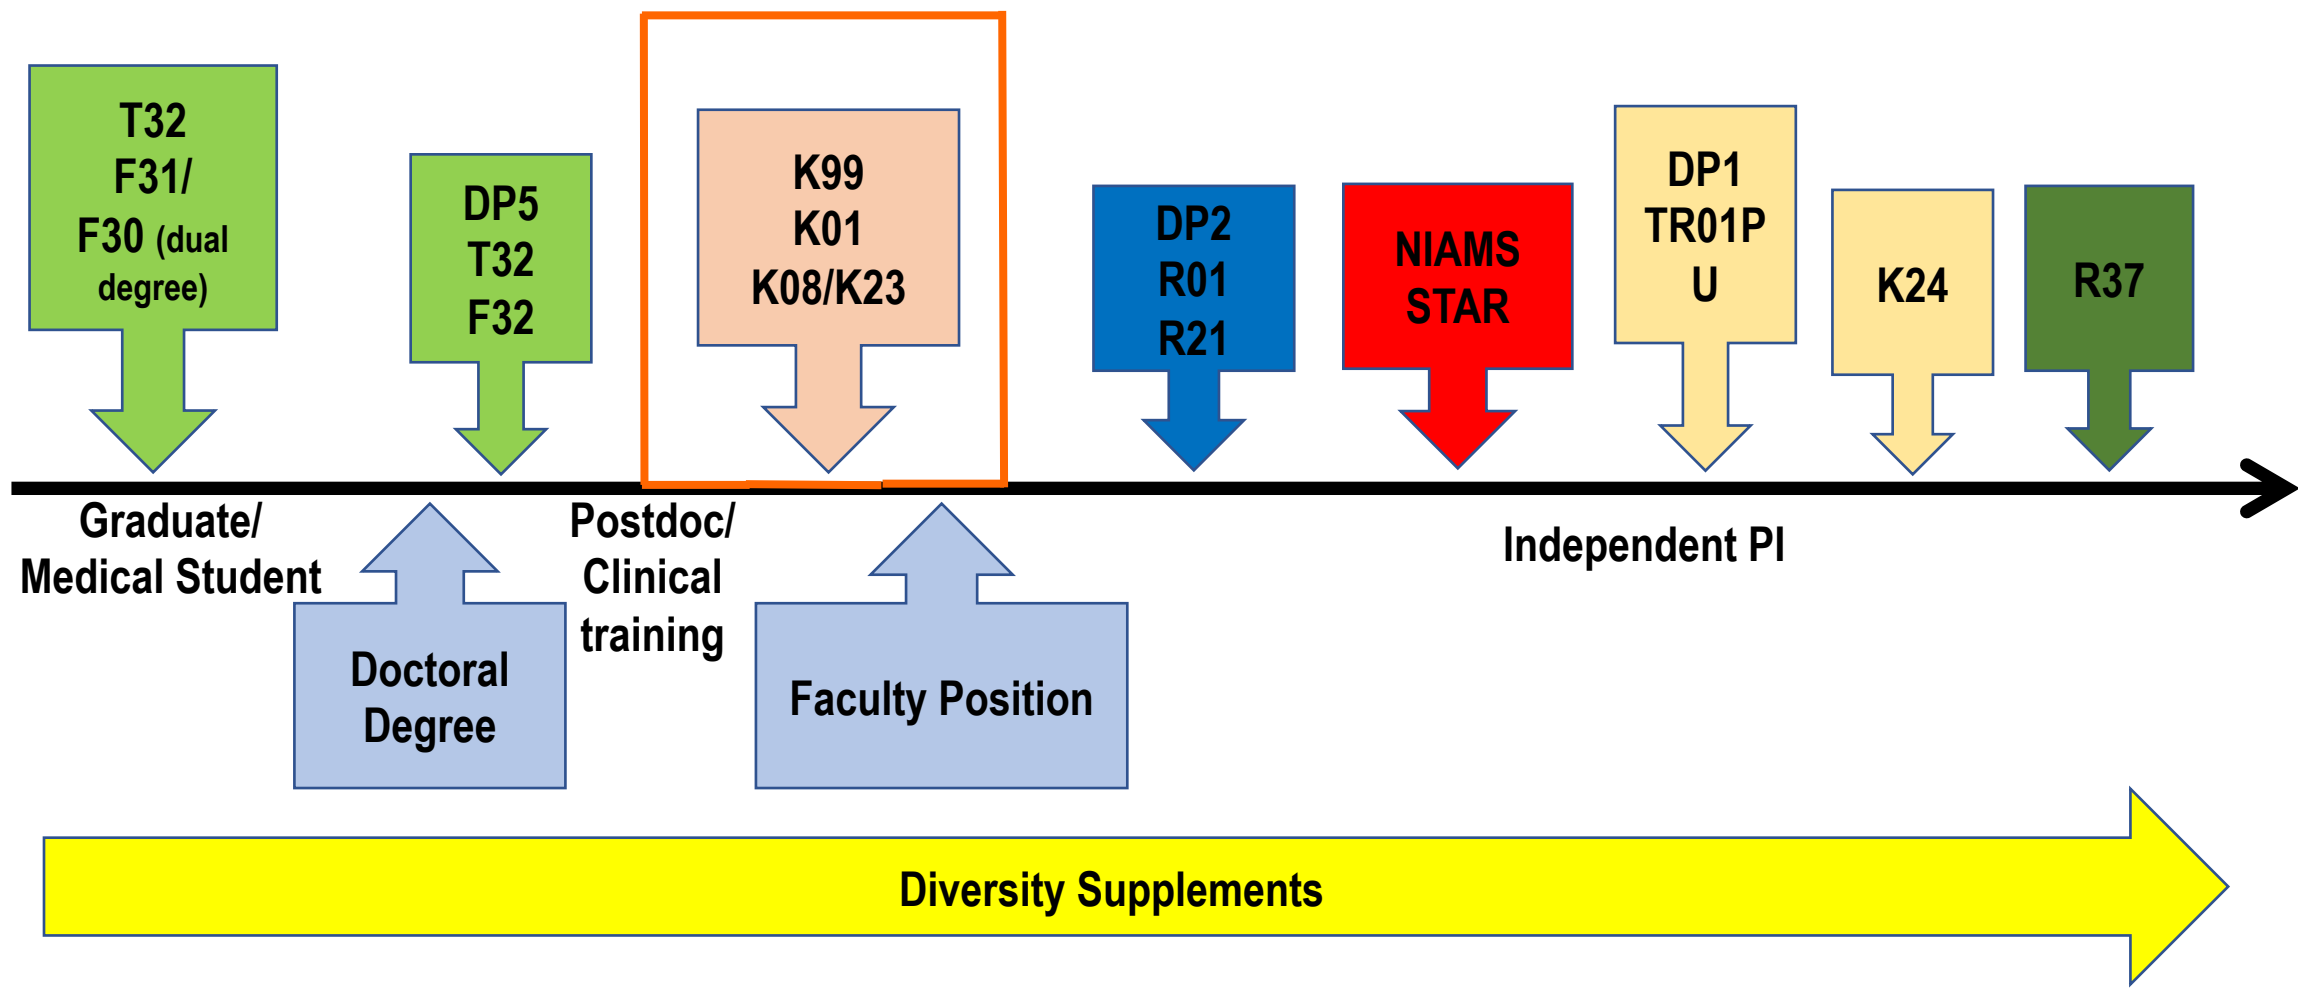 T32
F31/
F30 (dual
degree)
DP5
T32
F32
K99
K01
K08/K23
DP2
R01
R21
NIAMS
STAR
DP1
TR01P
U
K24
R37
Graduate/
Medical Student
Doctoral
Degree
Postdoc/
Clinical
training
Faculty Position
Independent PI
Diversity Supplements